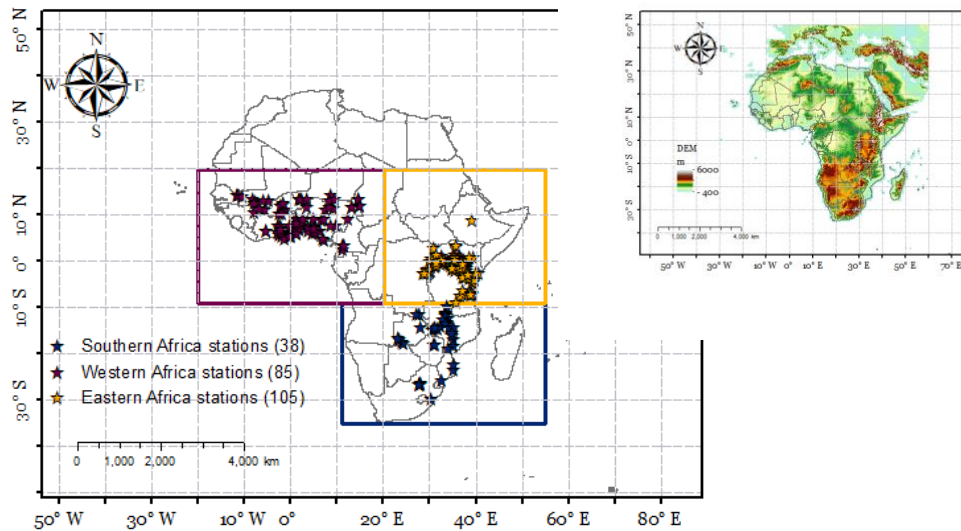 50° N
30° N
10° N
0°
10° S
30° S
N
W
E
S
Southern Africa stations (38)
Western Africa stations (85)
Eastern Africa stations (105)
0 1,000 2,000 4,000 km
50° W
30° W
10° W
0°
20° E
40° E
60° E
80° E
50° N
30° N
10° N
0°
10° S
30° S
N
W
E
S
DEM
m
6000
- 400
0 1,000 2,000 4,000 km
50° W
30° W
10° W
0°
10° E
30° E
50° E
70° E